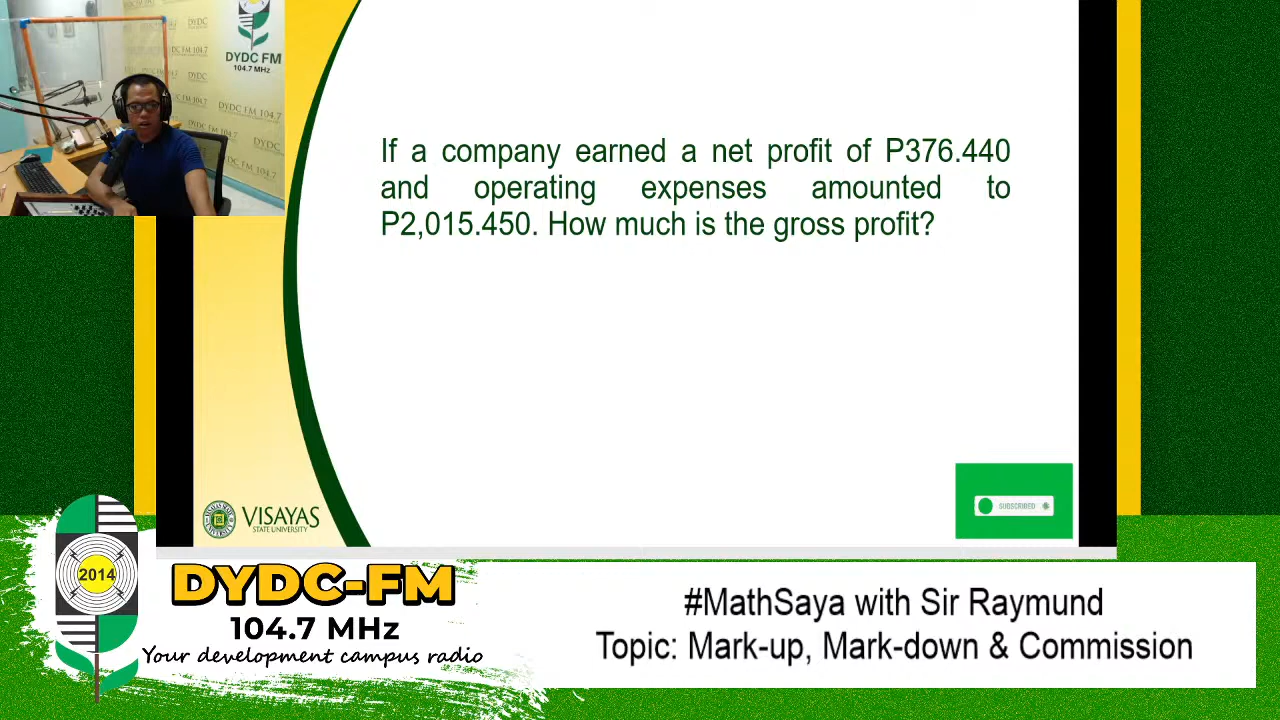 DYDC FM
104.7 MHz
If a company earned a net profit of P376.440
and operating expenses amounted to
P2,015.450. How much is the gross profit?
VISAYAS
STATE UNIVERSITY
SUBSCRIBED
2014
DYDC-FM
104.7 MHz
Your development campus radio
#MathSaya with Sir Raymund
Topic: Mark-up, Mark-down & Commission